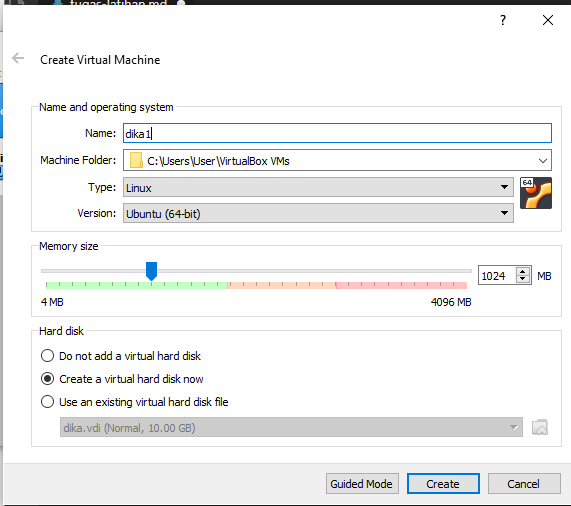 tugas-latihan.md
?
Create Virtual Machine
Name and operating system
Name: dika1
Machine Folder: C:\Users\User\VirtualBox VMs
Type: Linux
64
Version: Ubuntu (64-bit)
Memory size
1024 MB
4 MB 4096 MB
Hard disk
Do not add a virtual hard disk
Create a virtual hard disk now
Use an existing virtual hard disk file
dika.vdi (Normal, 10.00 GB)
Guided Mode Create Cancel